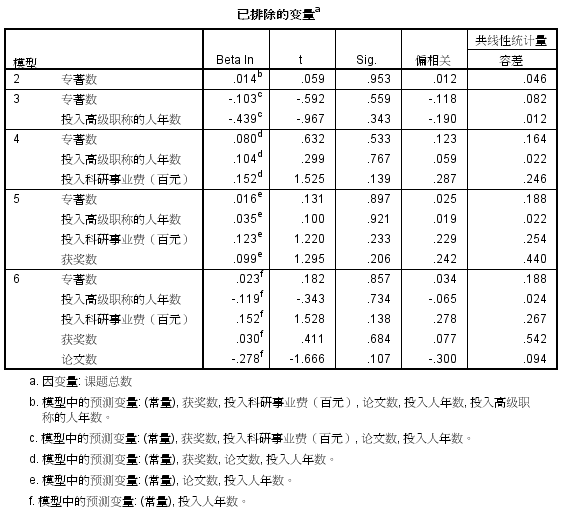 已排除的变量a
模型 Beta In t Sig. 偏相关 共线性统计量
容差
2 专著数 .014b .059 .953 .012 .046
3 专著数 -.103c -.592 .559 -.118 .082
投入高级职称的人年数 -.439c -.967 .343 -.190 .012
4 专著数 .080d .632 .533 .123 .164
投入高级职称的人年数 .104d .299 .767 .059 .022
投入科研事业费（百元） .152d 1.525 .139 .287 .246
5 专著数 .016e .131 .897 .025 .188
投入高级职称的人年数 .035e .100 .921 .019 .022
投入科研事业费（百元） .123e 1.220 .233 .229 .254
获奖数 .099e 1.295 .206 .242 .440
6 专著数 .023f .182 .857 .034 .188
投入高级职称的人年数 -.119f -.343 .734 -.065 .024
投入科研事业费（百元） .152f 1.528 .138 .278 .267
获奖数 .030f .411 .684 .077 .542
论文数 -.278f -1.666 .107 -.300 .094
a. 因变量: 课题总数
b. 模型中的预测变量: (常量), 获奖数, 投入科研事业费（百元）, 论文数, 投入人年数, 投入高级职
称的人年数。
c. 模型中的预测变量: (常量), 获奖数, 投入科研事业费（百元）, 论文数, 投入人年数。
d. 模型中的预测变量: (常量), 获奖数, 论文数, 投入人年数。
e. 模型中的预测变量: (常量), 论文数, 投入人年数。
f. 模型中的预测变量: (常量), 投入人年数。